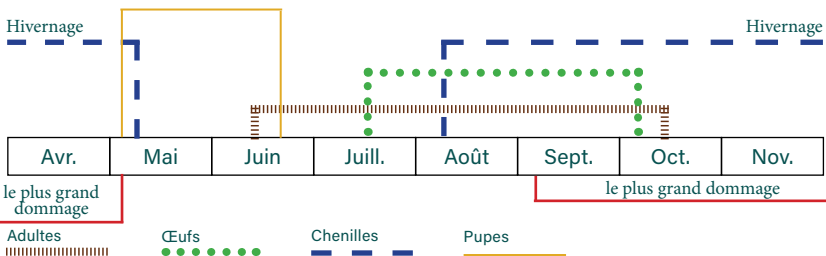 Hivernage
Hivernage
Avr.
Mai
Juin
Juill.
Août
Sept.
Oct.
Nov.
le plus grand
dommage
le plus grand dommage
Adultes
Œufs
Chenilles
Pupes